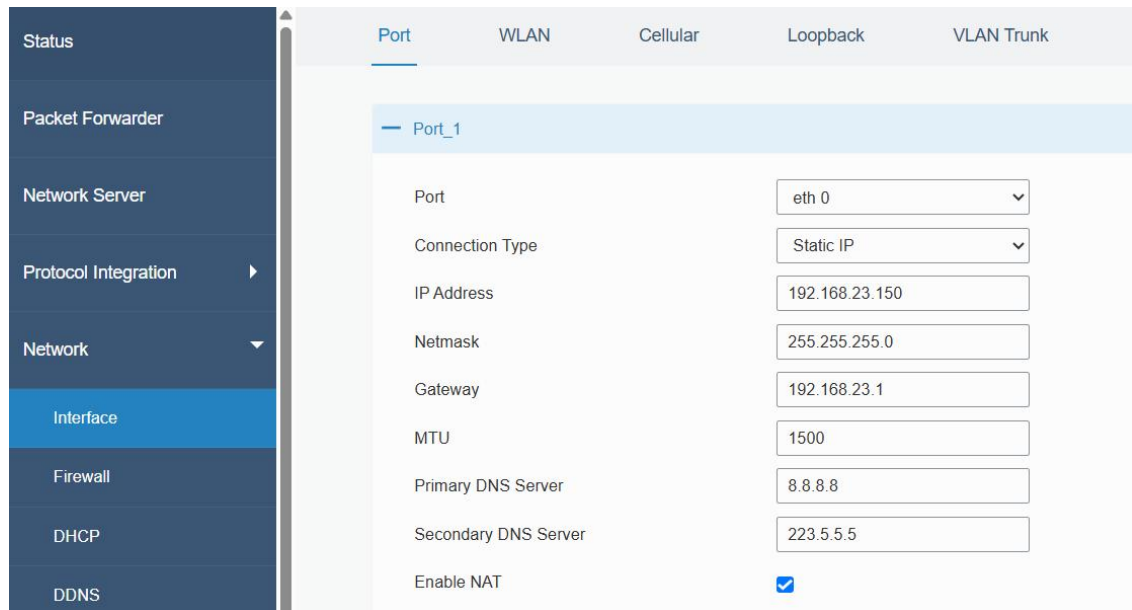 Status
Packet Forwarder
Network Server
Protocol Integration
Network
Interface
Firewall
DHCP
DDNS
Port WLAN Cellular Loopback VLAN Trunk
Port_1
Port eth 0
Connection Type Static IP
IP Address 192.168.23.150
Netmask 255.255.255.0
Gateway 192.168.23.1
MTU 1500
Primary DNS Server 8.8.8.8
Secondary DNS Server 223.5.5.5
Enable NAT